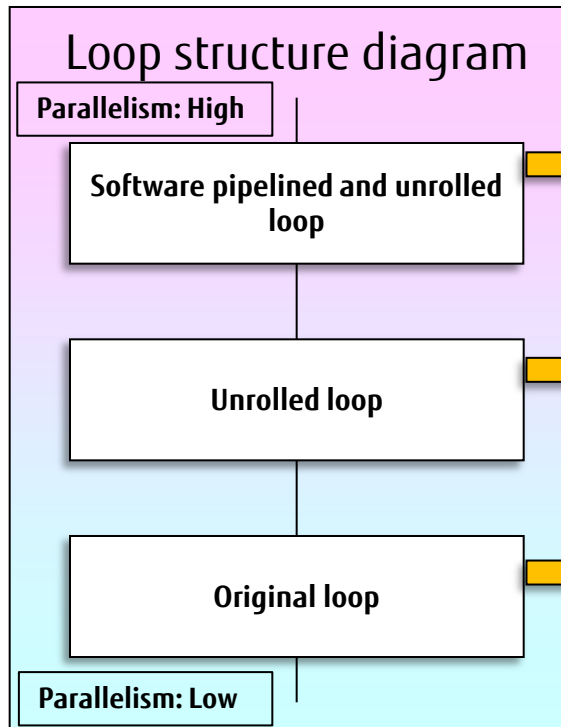 Loop structure diagram
Parallelism: High
Software pipelined and unrolled
loop
Unrolled loop
Original loop
Parallelism: Low